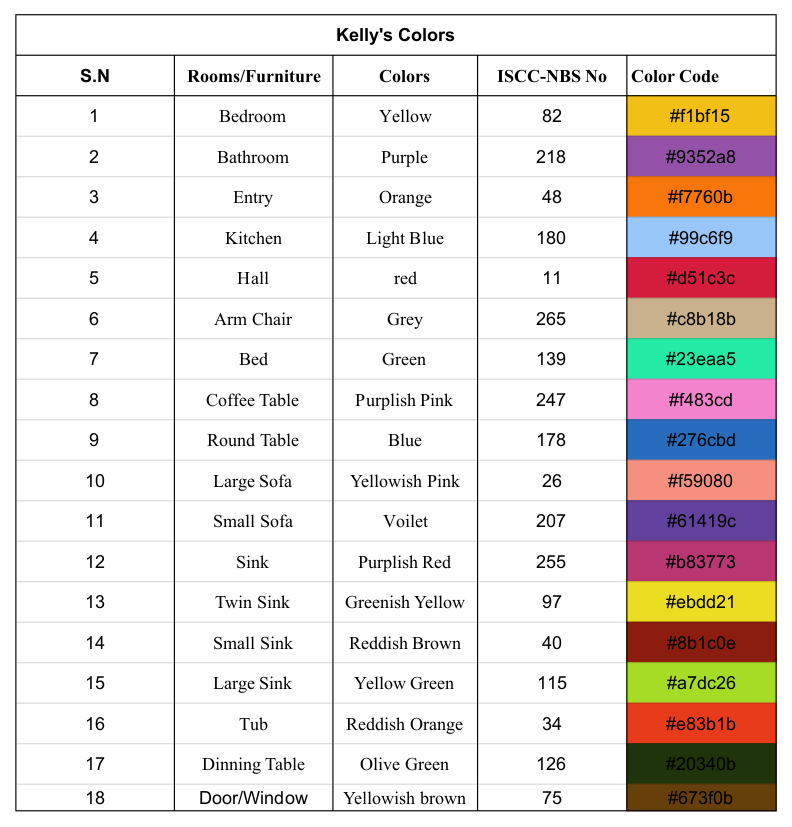 Kelly's Colors
S.N Rooms/Furniture Colors ISCC-NBS No Color Code
1 Bedroom Yellow 82 #f1bf15
2 Bathroom Purple 218 #9352a8
3 Entry Orange 48 #f7760b
4 Kitchen Light Blue 180 #99c6f9
5 Hall red 11 #d51c3c
6 Arm Chair Grey 265 #c8b18b
7 Bed Green 139 #23eaa5
8 Coffee Table Purplish Pink 247 #f483cd
9 Round Table Blue 178 #276cbd
10 Large Sofa Yellowish Pink 26 #f59080
11 Small Sofa Voilet 207 #61419c
12 Sink Purplish Red 255 #b83773
13 Twin Sink Greenish Yellow 97 #ebdd21
14 Small Sink Reddish Brown 40 #8b1c0e
15 Large Sink Yellow Green 115 #a7dc26
16 Tub Reddish Orange 34 #e83b1b
17 Dinning Table Olive Green 126 #20340b
18 Door/Window Yellowish brown 75 #673f0b